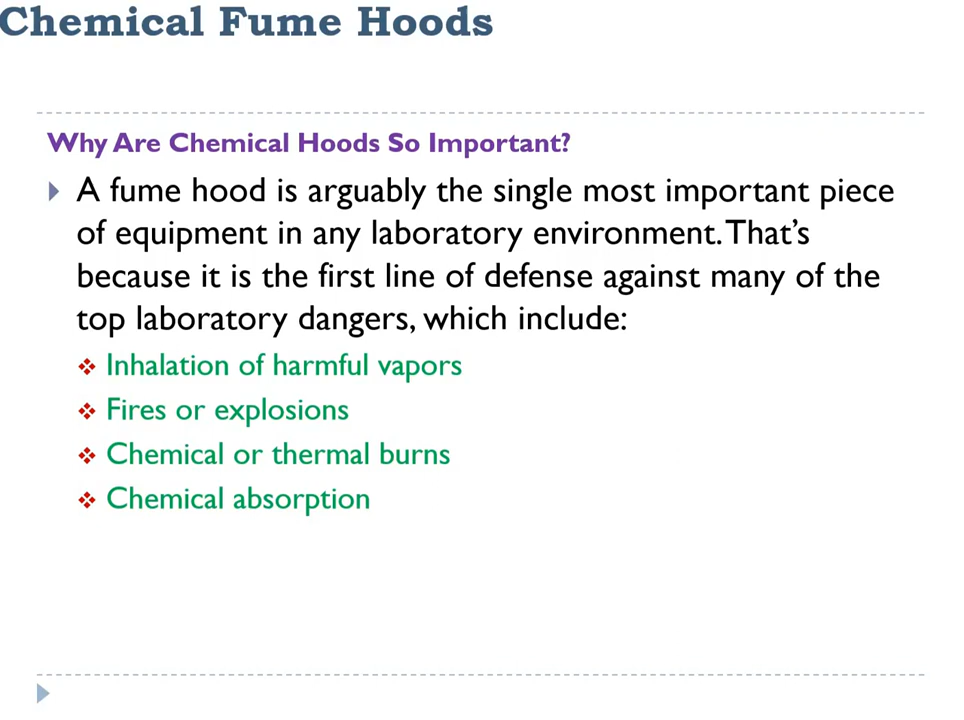 Chemical Fume Hoods
Why Are Chemical Hoods So Important?
A fume hood is arguably the single most important piece
of equipment in any laboratory environment. That's
because it is the first line of defense against many of the
top laboratory dangers, which include:
Inhalation of harmful vapors
Fires or explosions
Chemical or thermal burns
Chemical absorption